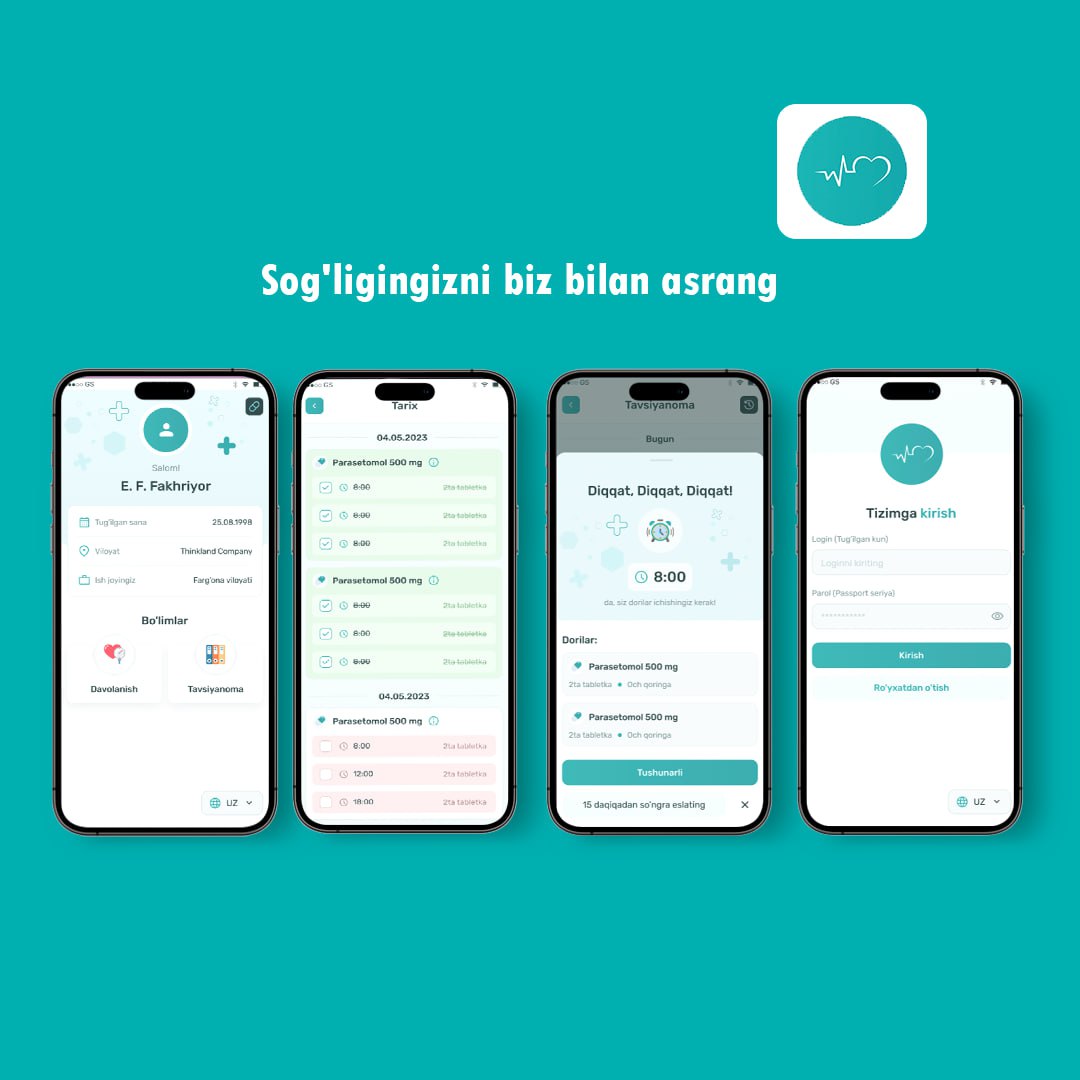 Sog'ligingizni biz bilan asrang
GS
Salom!
E. F. Fakhriyor
Tug'ilgan sana 25.08.1998
Viloyat Thinkland Company
Ish joyingiz Farg'ona viloyati
Bo'limlar
Davolanish Tavsiyanoma
UZ
GS
Tarix
04.05.2023
Parasetomol 500 mg
8:00 2ta tabletka
8:00 2ta tabletka
8:00 2ta tabletka
Parasetomol 500 mg
8:00 2ta tabletka
8:00 2ta tabletka
8:00 2ta tabletka
04.05.2023
Parasetomol 500 mg
8:00 2ta tabletka
12:00 2ta tabletka
18:00 2ta tabletka
GS
Tavsiyanoma
Bugun
Diqqat, Diqqat, Diqqat!
8:00
da, siz dorilar ichishingiz kerak!
Dorilar:
Parasetomol 500 mg
2ta tabletka • Och qoringa
Parasetomol 500 mg
2ta tabletka • Och qoringa
Tushunarli
15 daqiqadan so'ngra eslating
GS
Tizimga kirish
Login (Tug'ilgan kun)
Loginni kiriting
Parol (Passport seriya)
***********
Kirish
Ro'yxatdan o'tish
UZ